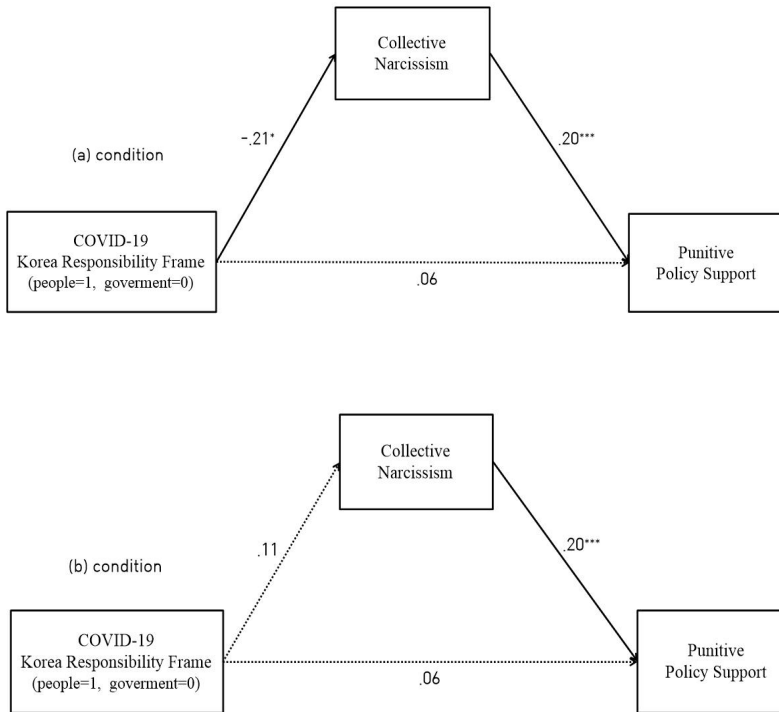 Collective
Narcissism
-.21*
.20***
(a) condition
COVID-19
Korea Responsibility Frame
(people=1, goverment=0)
Punitive
Policy Support
.06
Collective
Narcissism
.11
.20***
(b) condition
COVID-19
Korea Responsibility Frame
(people=1, goverment=0)
Punitive
Policy Support
.06